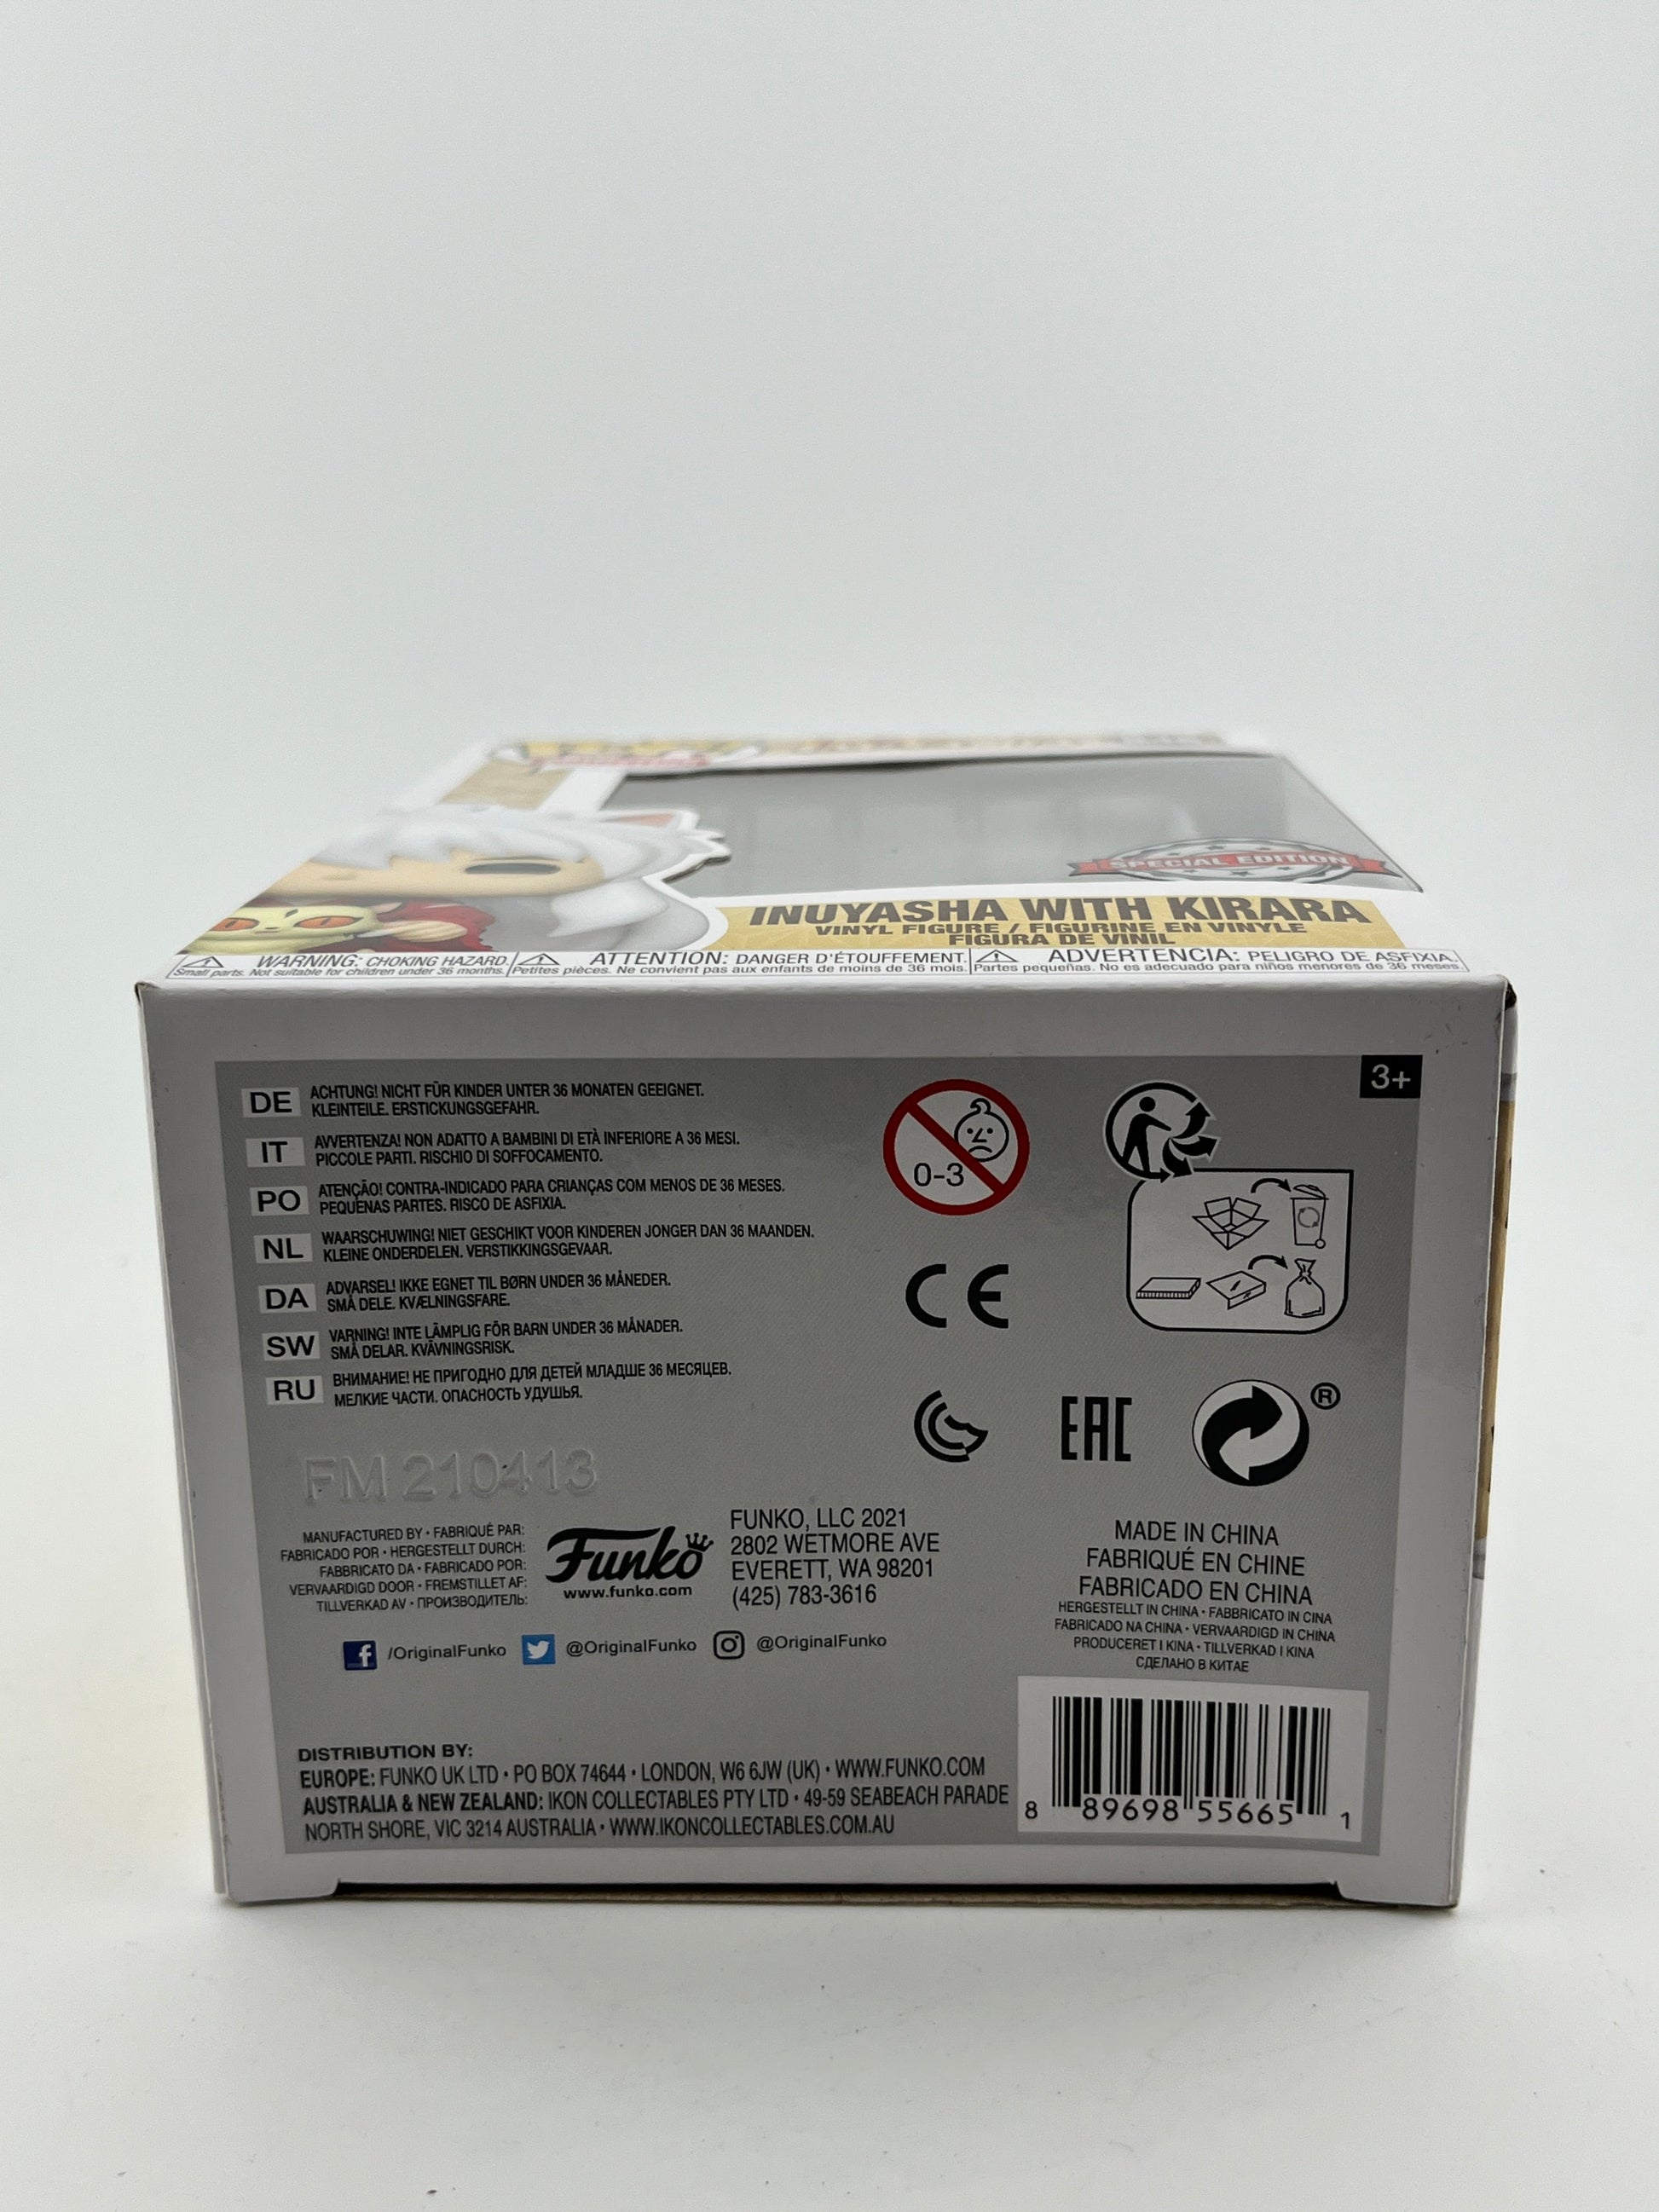 SPECIAL EDITION
INUYASHA WITH KIRARA
VINYL FIGURE / FIGURINE EN VINYLE
FIGURA DE VINIL
WARNING: CHOKING HAZARD.
Small parts. Not suitable for children under 36 months.
ATTENTION: DANGER D'ÉTOUFFEMENT.
Petites pièces. Ne convient pas aux enfants de moins de 36 mois.
ADVERTENCIA: PELIGRO DE ASFIXIA.
Partes pequeñas. No es adecuado para niños menores de 36 meses.
3+
DE ACHTUNG! NICHT FÜR KINDER UNTER 36 MONATEN GEEIGNET.
KLEINTEILE. ERSTICKUNGSGEFAHR.
IT AVVERTENZA! NON ADATTO A BAMBINI DI ETÀ INFERIORE A 36 MESI.
PICCOLE PARTI. RISCHIO DI SOFFOCAMENTO.
PO ATENÇÃO! CONTRA-INDICADO PARA CRIANÇAS COM MENOS DE 36 MESES.
PEQUENAS PARTES. RISCO DE ASFIXIA.
NL WAARSCHUWING! NIET GESCHIKT VOOR KINDEREN JONGER DAN 36 MAANDEN.
KLEINE ONDERDELEN. VERSTIKKINGSGEVAAR.
DA ADVARSEL! IKKE EGNET TIL BØRN UNDER 36 MÅNEDER.
SMÅ DELE. KVÆLNINGSFARE.
SW VARNING! INTE LÄMPLIG FÖR BARN UNDER 36 MÅNADER.
SMÅ DELAR. KVÄVNINGSRISK.
RU ВНИМАНИЕ! НЕ ПРИГОДНО ДЛЯ ДЕТЕЙ МЛАДШЕ 36 МЕСЯЦЕВ.
МЕЛКИЕ ЧАСТИ. ОПАСНОСТЬ УДУШЬЯ.
0-3
CE
EAC
®
FM 210413
MANUFACTURED BY • FABRIQUÉ PAR:
FABRICADO POR • HERGESTELLT DURCH:
FABBRICATO DA • FABRICADO POR:
VERVAARDIGD DOOR • FREMSTILLET AF:
TILLVERKAD AV • ПРОИЗВОДИТЕЛЬ:
Funko
www.funko.com
FUNKO, LLC 2021
2802 WETMORE AVE
EVERETT, WA 98201
(425) 783-3616
MADE IN CHINA
FABRIQUÉ EN CHINE
FABRICADO EN CHINA
HERGESTELLT IN CHINA • FABBRICATO IN CINA
FABRICADO NA CHINA • VERVAARDIGD IN CHINA
PRODUCERET I KINA • TILLVERKAD I KINA
СДЕЛАНО В КИТАЕ
/OriginalFunko @OriginalFunko @OriginalFunko
DISTRIBUTION BY:
EUROPE: FUNKO UK LTD • PO BOX 74644 • LONDON, W6 6JW (UK) • WWW.FUNKO.COM
AUSTRALIA & NEW ZEALAND: IKON COLLECTABLES PTY LTD • 49-59 SEABEACH PARADE
NORTH SHORE, VIC 3214 AUSTRALIA • WWW.IKONCOLLECTABLES.COM.AU
8 89698 55665 1